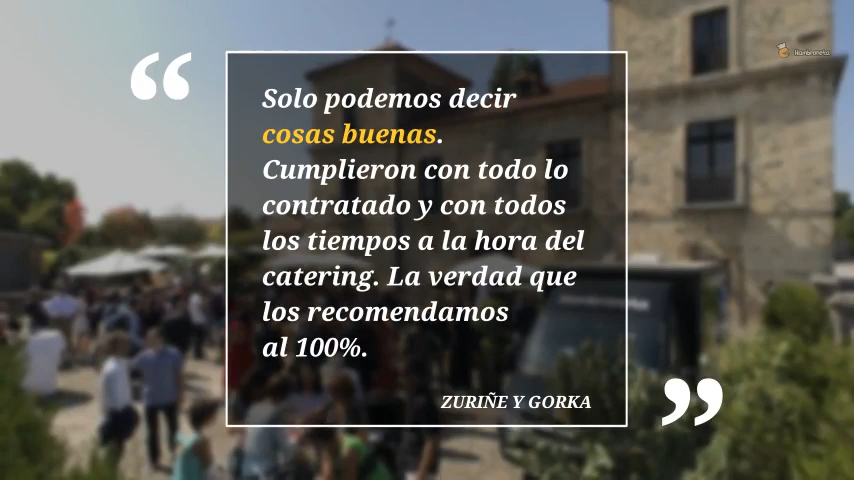 “
Solo podemos decir
cosas buenas.
Cumplieron con todo lo
contratado y con todos
los tiempos a la hora del
catering. La verdad que
los recomendamos
al 100%.
ZURIÑE Y GORKA
”